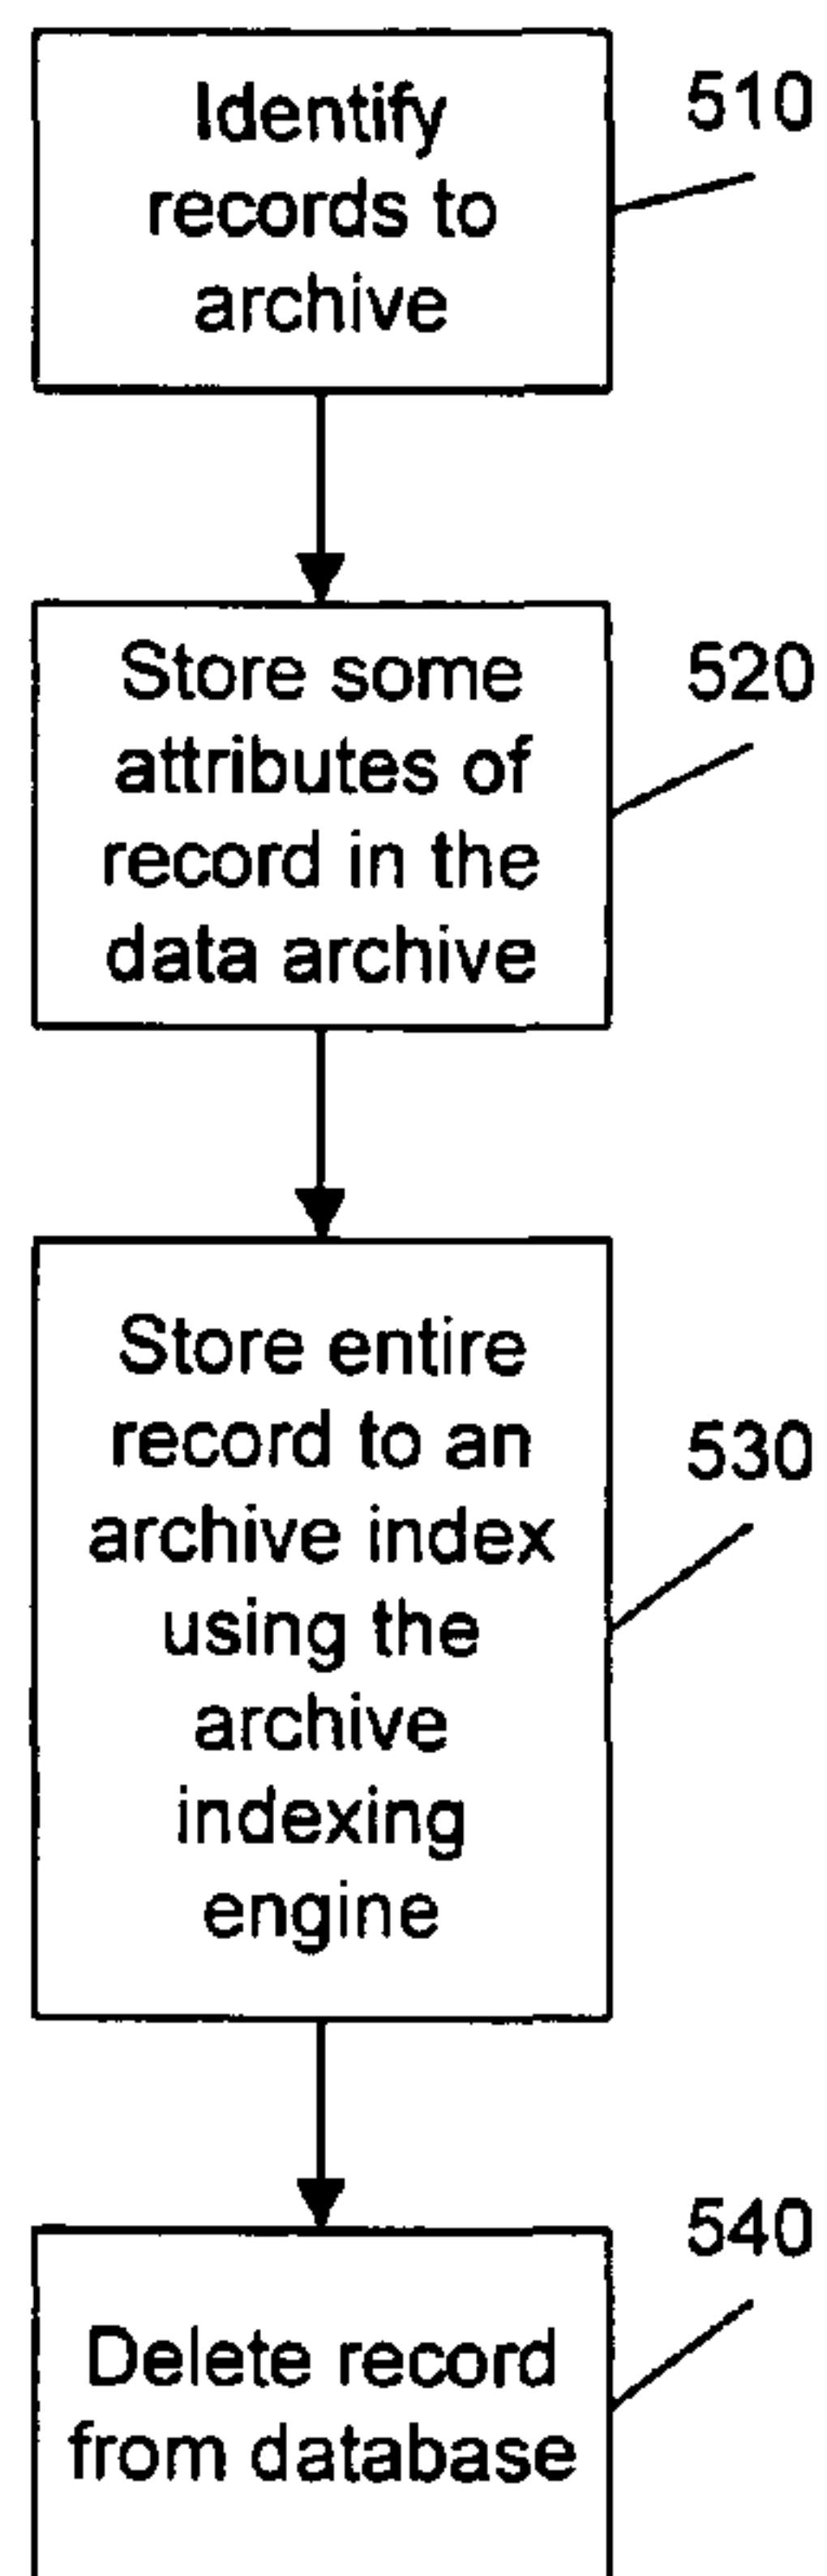 Identify
records to
archive
510
Store some
attributes of
record in the
data archive
520
Store entire
record to an
archive index
using the
archive
indexing
engine
530
Delete record
from database
540